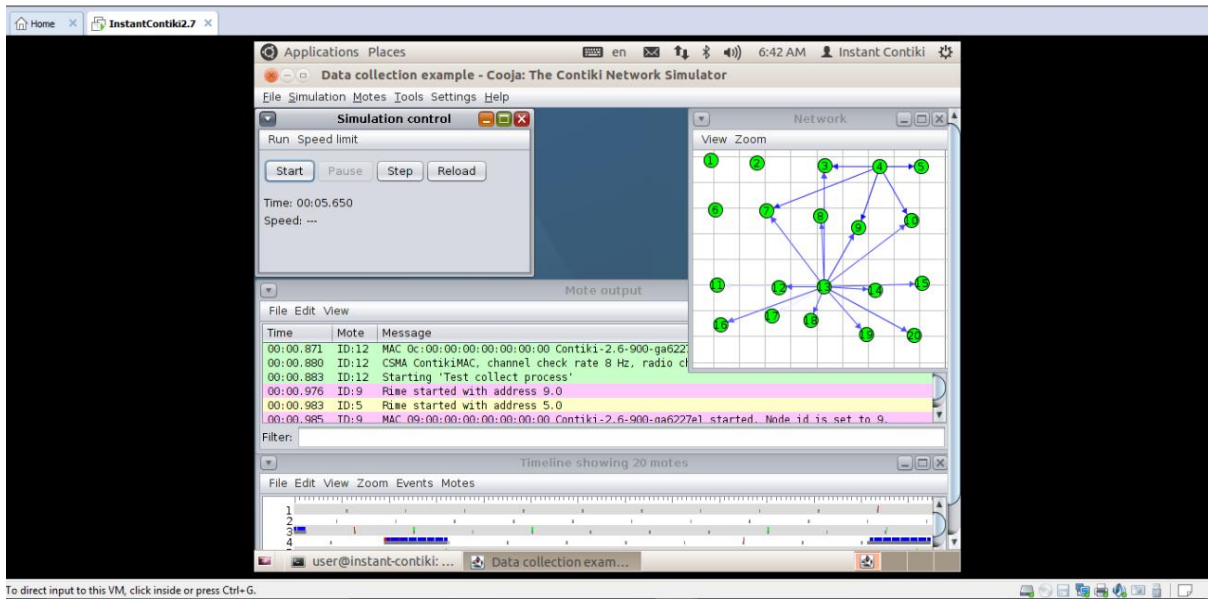 Home
InstantContiki2.7
Applications Places
en
6:42 AM
Instant Contiki
Data collection example - Cooja: The Contiki Network Simulator
File Simulation Motes Tools Settings Help
Simulation control
Run Speed limit
Start Pause Step Reload
Time: 00:05.650
Speed: ---
Network
View Zoom
1 2 3 4 5
6 7 8 9 10
11 12 13 14 15
16 17 18 19 20
Mote output
File Edit View
Time Mote Message
00:00.871 ID:12 MAC 0c:00:00:00:00:00:00:00 Contiki-2.6-900-ga6227
00:00.880 ID:12 CSMA ContikiMAC, channel check rate 8 Hz, radio c
00:00.883 ID:12 Starting 'Test collect process'
00:00.976 ID:9 Rime started with address 9.0
00:00.983 ID:5 Rime started with address 5.0
00:00.985 ID:9 MAC 09:00:00:00:00:00:00:00 Contiki-2.6-900-ga6227e1 started. Node id is set to 9.
Filter:
Timeline showing 20 motes
File Edit View Zoom Events Motes
1
2
3
4
user@instant-contiki: ...
Data collection exam...
To direct input to this VM, click inside or press Ctrl+G.